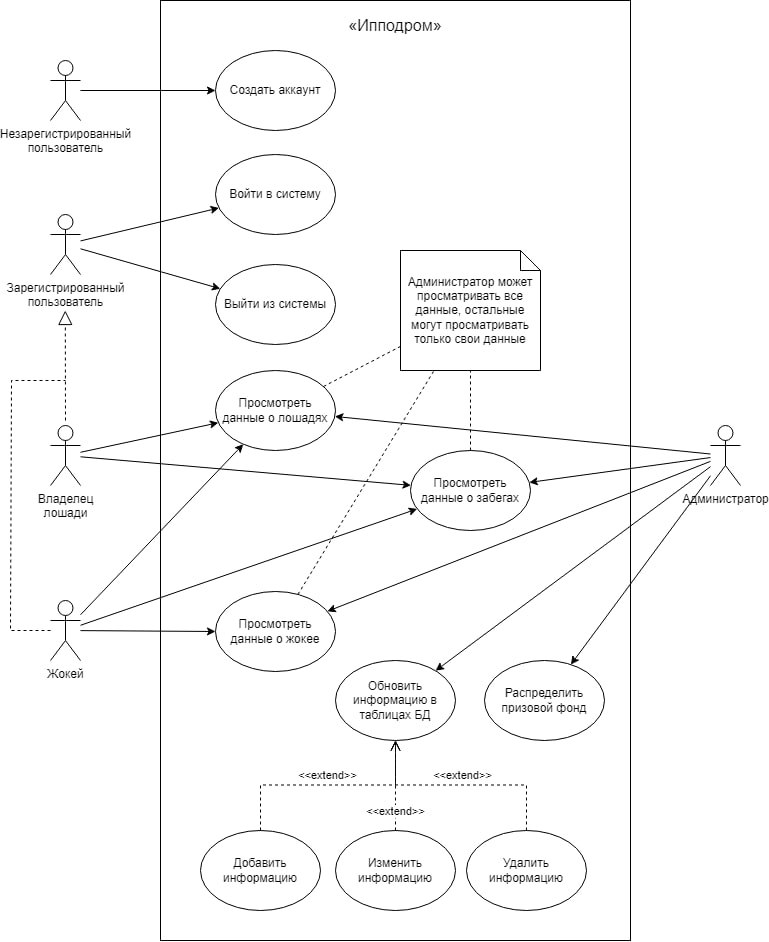 «Ипподром»
Создать аккаунт
Незарегистрированный
пользователь
Войти в систему
Зарегистрированный
пользователь
Выйти из системы
Администратор может
просматривать все
данные, остальные
могут просматривать
только свои данные
Просмотреть
данные о лошадях
Владелец
лошади
Просмотреть
данные о забегах
Администратор
Просмотреть
данные о жокее
Жокей
Обновить
информацию в
таблицах БД
Распределить
призовой фонд
<<extend>>
<<extend>>
<<extend>>
Добавить
информацию
Изменить
информацию
Удалить
информацию